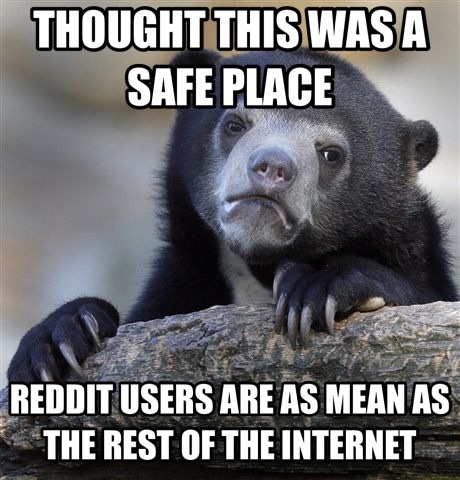 THOUGHT THIS WAS A
SAFE PLACE
REDDIT USERS ARE AS MEAN AS
THE REST OF THE INTERNET